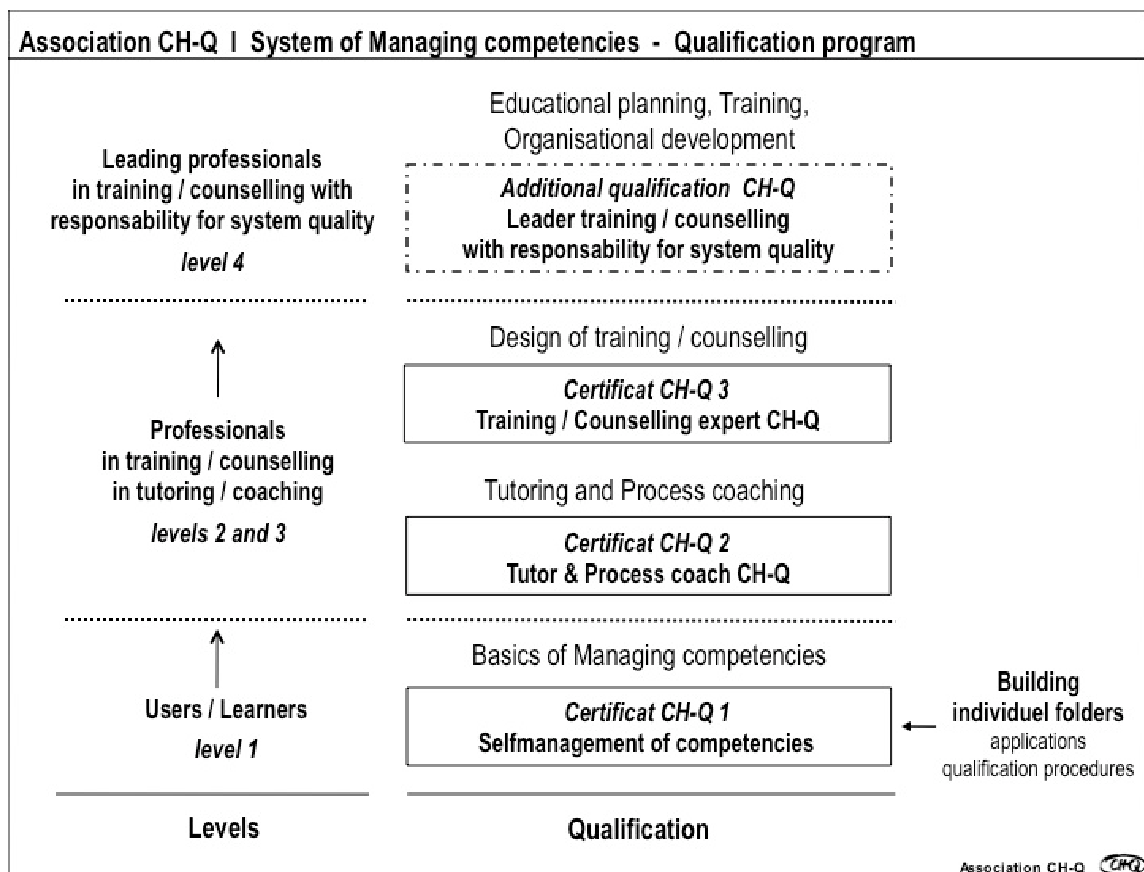 Association CH-Q I System of Managing competencies - Qualification program
Educational planning, Training,
Organisational development
Leading professionals
in training / counselling with
responsability for system quality
level 4
Additional qualification CH-Q
Leader training / counselling
with responsability for system quality
Design of training / counselling
Certificat CH-Q 3
Training / Counselling expert CH-Q
Professionals
in training / counselling
in tutoring / coaching
levels 2 and 3
Tutoring and Process coaching
Certificat CH-Q 2
Tutor & Process coach CH-Q
Basics of Managing competencies
Users / Learners
level 1
Certificat CH-Q 1
Selfmanagement of competencies
Building
individuel folders
applications
qualification procedures
Levels
Qualification
Association CH-Q
CH-Q